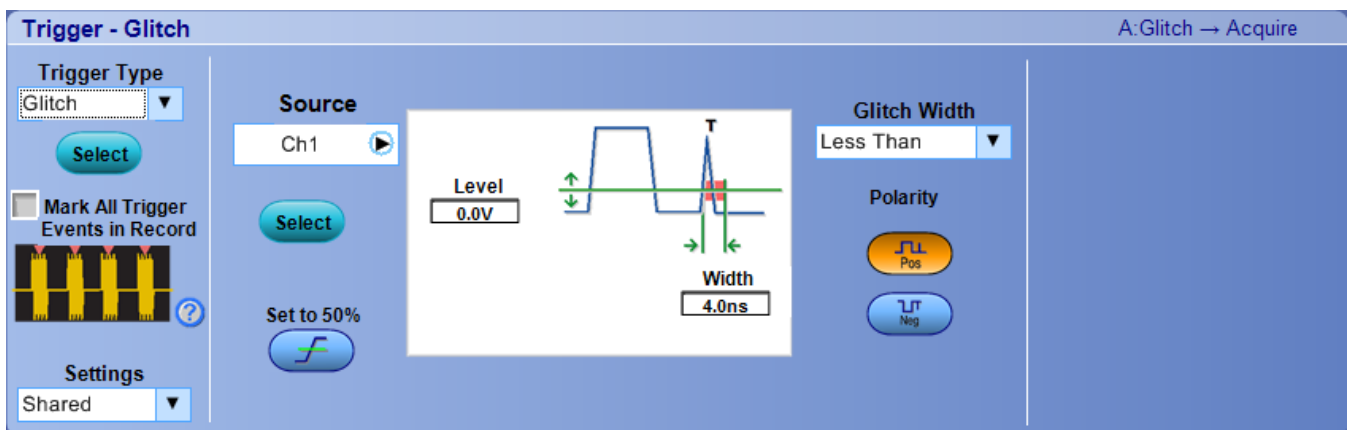 Trigger - Glitch
A:Glitch → Acquire
Trigger Type
Glitch
Select
Mark All Trigger
Events in Record
Settings
Shared
Source
Ch1
Select
Set to 50%
Level
0.0V
T
Width
4.0ns
Glitch Width
Less Than
Polarity
Pos
Neg